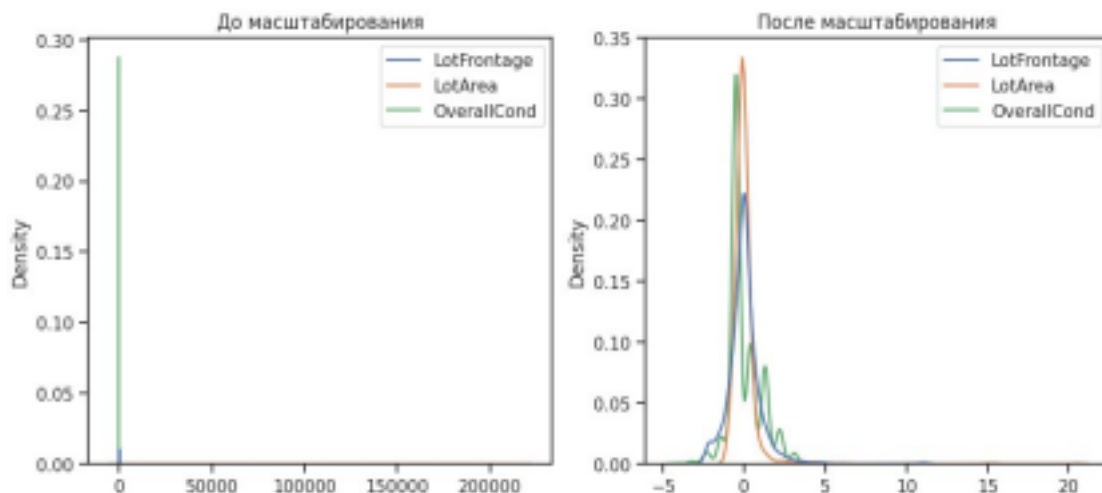 До масштабирования
0.30
0.25
0.20
0.15
0.10
0.05
0.00
Density
LotFrontage
LotArea
OverallCond
0 50000 100000 150000 200000
После масштабирования
0.35
0.30
0.25
0.20
0.15
0.10
0.05
0.00
Density
LotFrontage
LotArea
OverallCond
−5 0 5 10 15 20